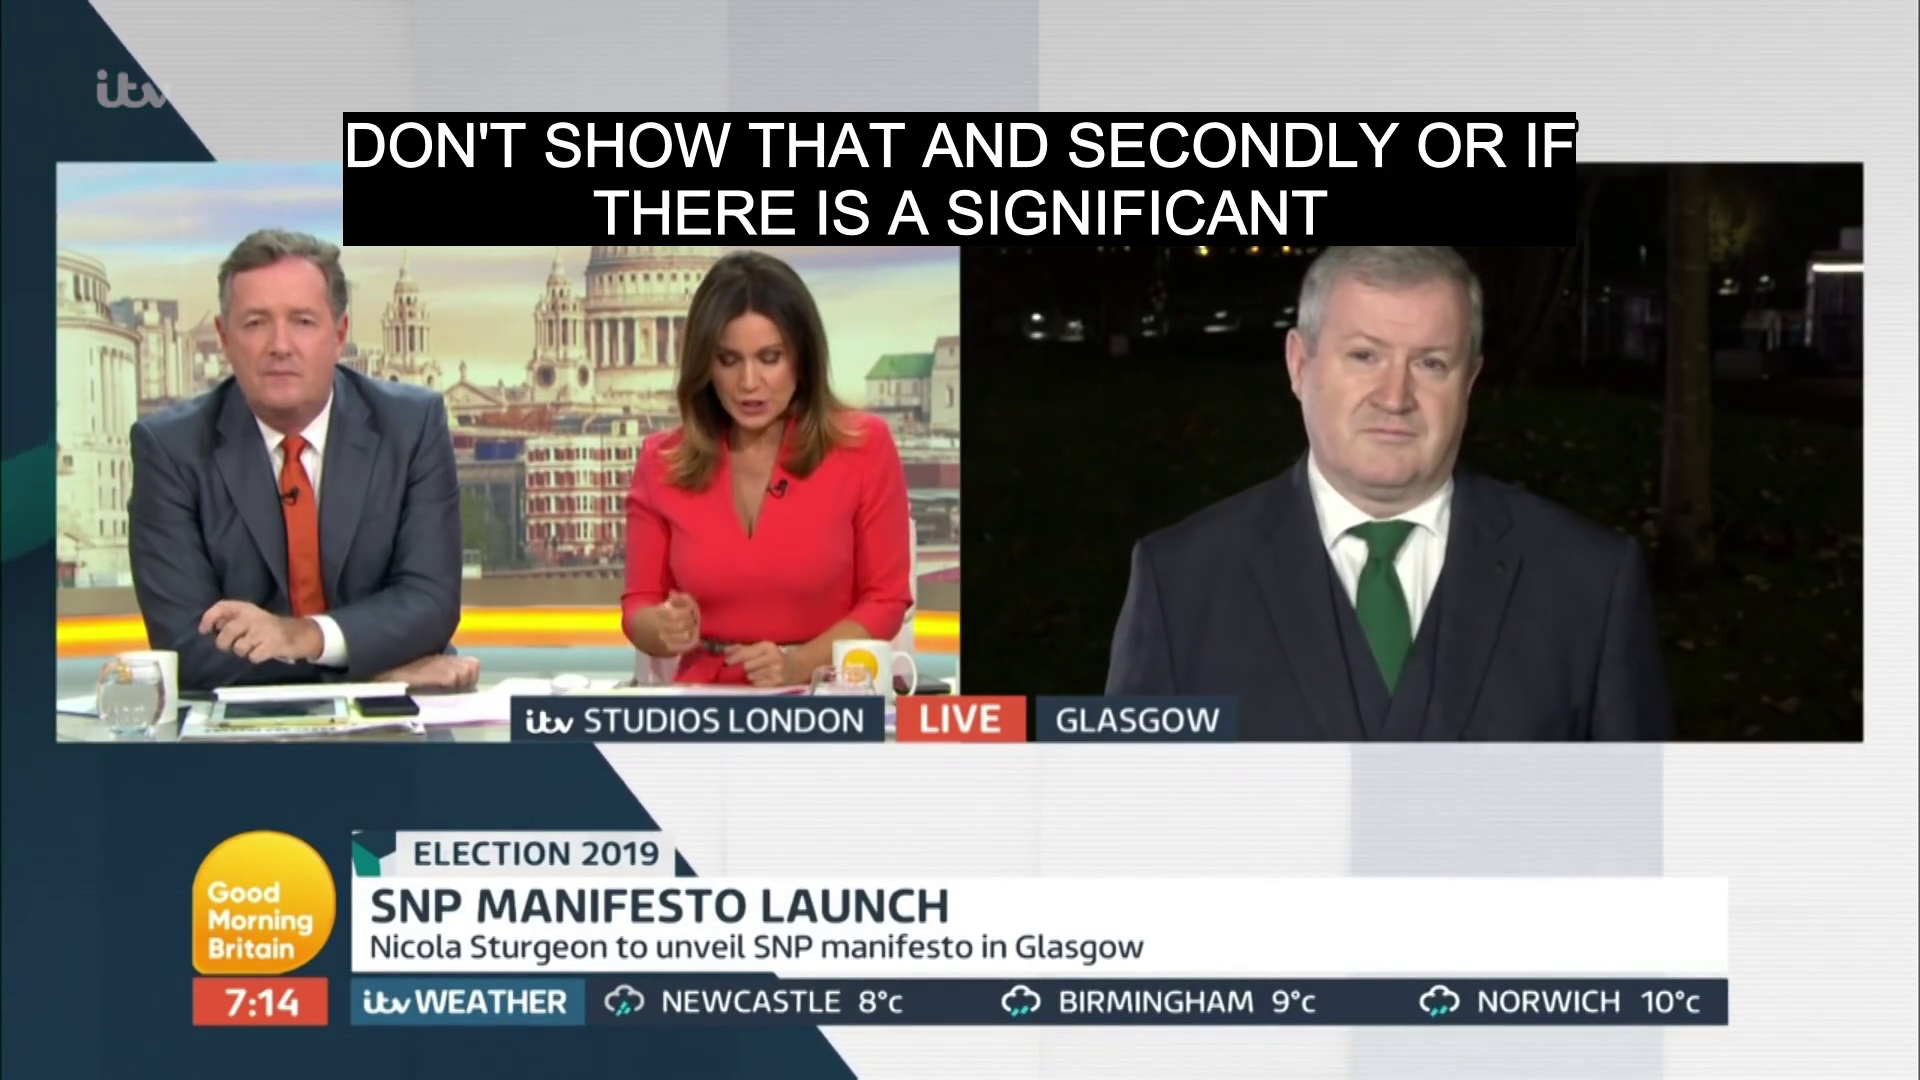 itv
DON'T SHOW THAT AND SECONDLY OR IF
THERE IS A SIGNIFICANT
itv STUDIOS LONDON
LIVE
GLASGOW
ELECTION 2019
SNP MANIFESTO LAUNCH
Nicola Sturgeon to unveil SNP manifesto in Glasgow
Good
Morning
Britain
7:14
itv WEATHER
NEWCASTLE 8°c
BIRMINGHAM 9°c
NORWICH 10°c